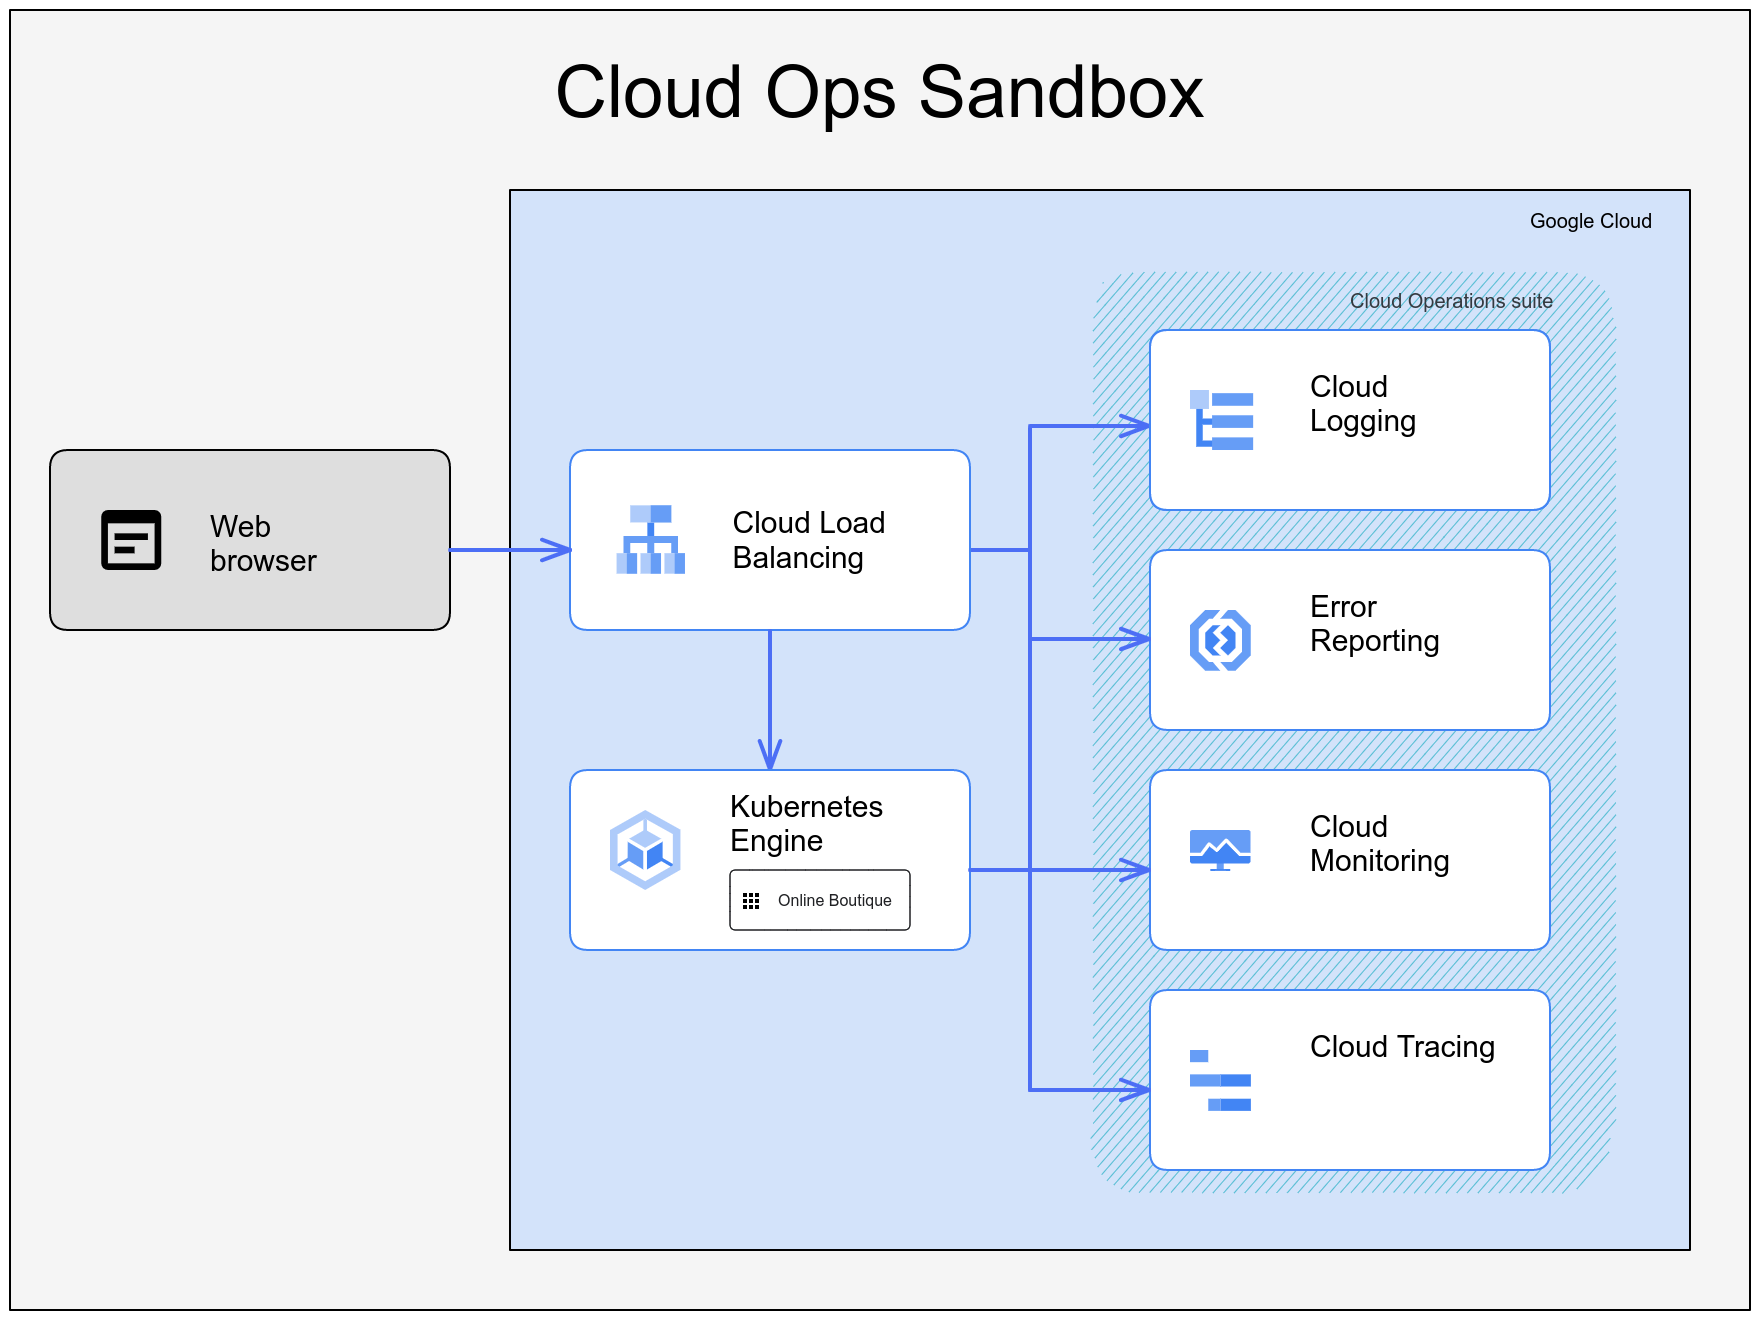 Cloud Ops Sandbox
Google Cloud
Cloud Operations suite
Cloud
Logging
Web
browser
Cloud Load
Balancing
Error
Reporting
Kubernetes
Engine
Online Boutique
Cloud
Monitoring
Cloud Tracing